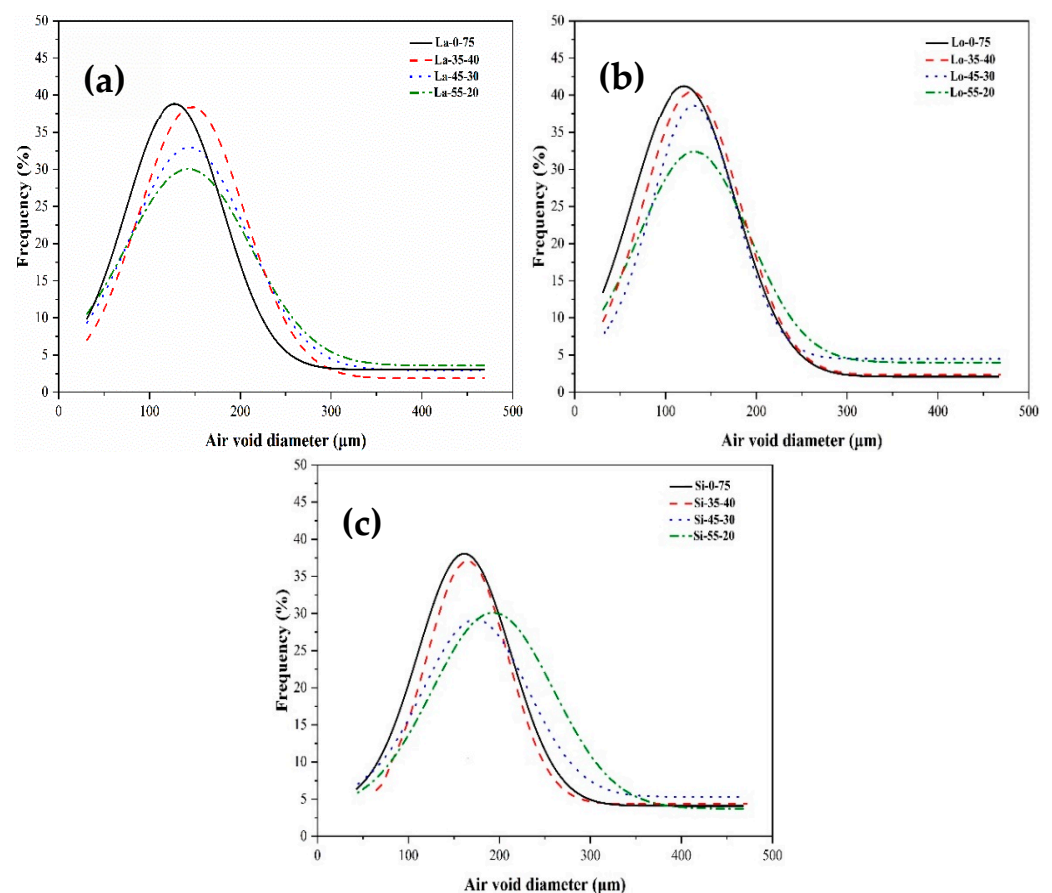 (a)
Frequency (%)
50
45
40
35
30
25
20
15
10
5
0
0 100 200 300 400 500
Air void diameter (μm)
La-0-75
La-35-40
La-45-30
La-55-20
(b)
Frequency (%)
50
45
40
35
30
25
20
15
10
5
0
0 100 200 300 400 500
Air void diameter (μm)
Lo-0-75
Lo-35-40
Lo-45-30
Lo-55-20
(c)
Frequency (%)
50
45
40
35
30
25
20
15
10
5
0
0 100 200 300 400 500
Air void diameter (μm)
Si-0-75
Si-35-40
Si-45-30
Si-55-20